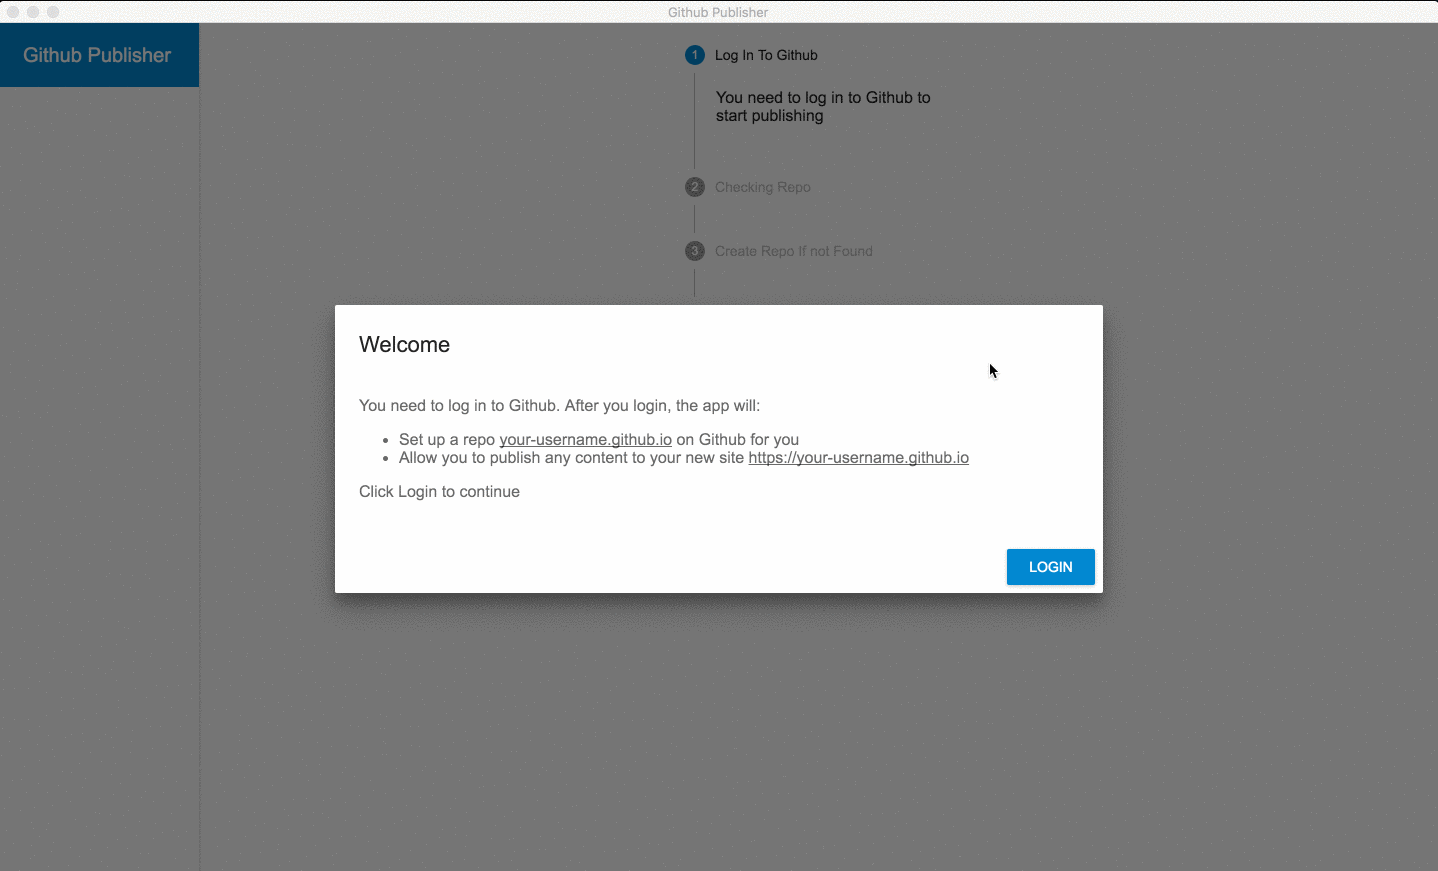 Github Publisher
Github Publisher
1 Log In To Github
You need to log in to Github to
start publishing
2 Checking Repo
3 Create Repo If not Found
Welcome
You need to log in to Github. After you login, the app will:
• Set up a repo your-username.github.io on Github for you
• Allow you to publish any content to your new site https://your-username.github.io
Click Login to continue
LOGIN